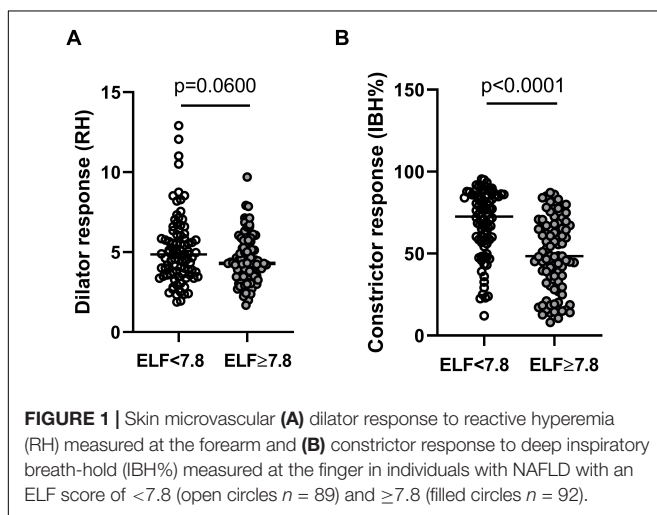 A
B
p=0.0600
p<0.0001
Dilator response (RH)
15
10
5
0
ELF<7.8
ELF≥7.8
Constrictor response (IBH%)
150
100
50
0
ELF<7.8
ELF≥7.8
FIGURE 1 | Skin microvascular (A) dilator response to reactive hyperemia
(RH) measured at the forearm and (B) constrictor response to deep inspiratory
breath-hold (IBH%) measured at the finger in individuals with NAFLD with an
ELF score of <7.8 (open circles n = 89) and ≥7.8 (filled circles n = 92).